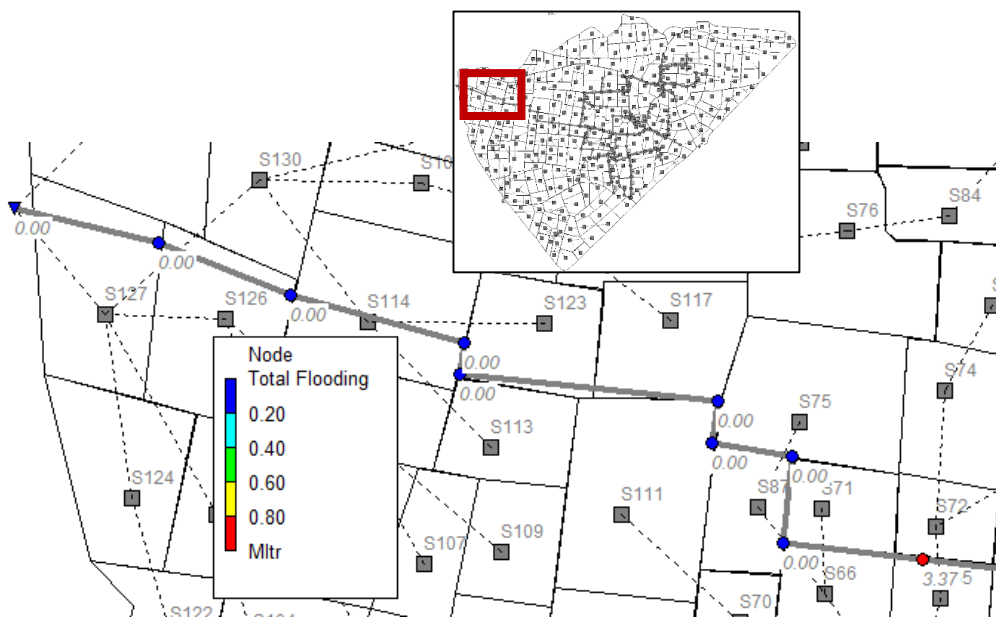 S130
S84
S76
0.00
0.00
S127
S126
0.00
S114
S123
S117
0.00
0.00
S74
Node
Total Flooding
0.20
0.40
0.60
0.80
Mltr
S113
S75
0.00
0.00
0.00
S124
S111
S87
S71
S72
S109
S107
0.00
3.37
S66
S70
S122